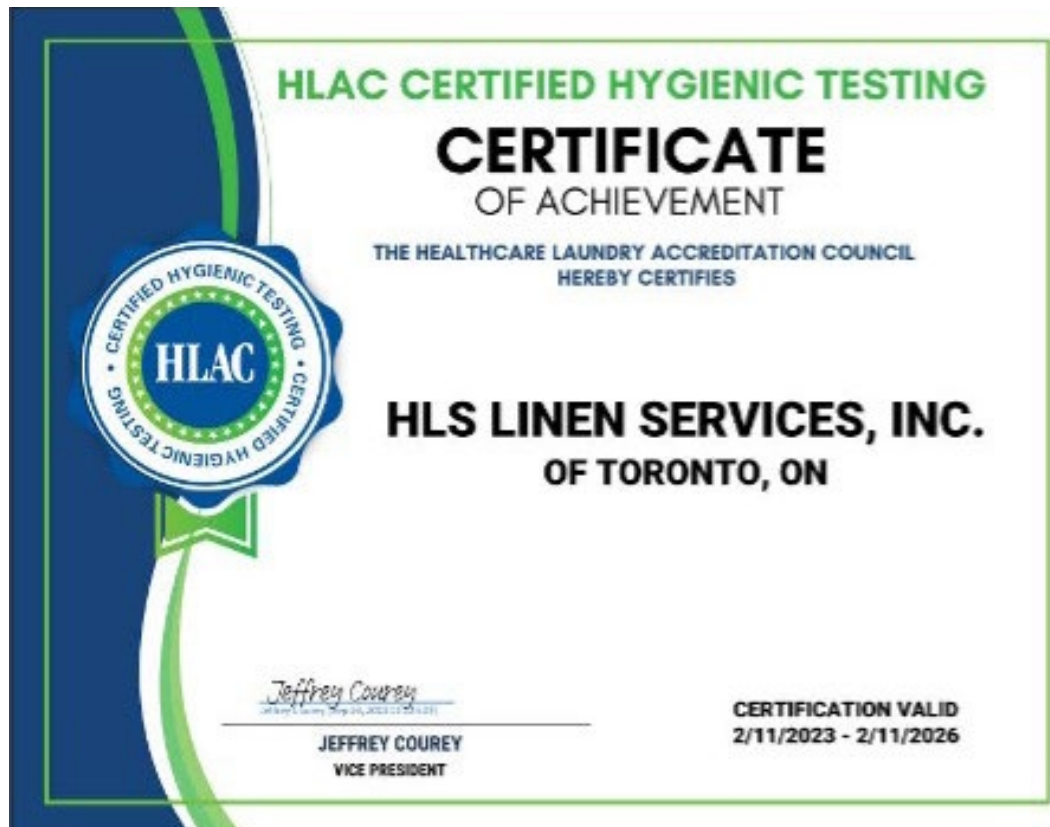 HLAC CERTIFIED HYGIENIC TESTING
CERTIFICATE
OF ACHIEVEMENT
THE HEALTHCARE LAUNDRY ACCREDITATION COUNCIL
HEREBY CERTIFIES
CERTIFIED HYGIENIC TESTING • CERTIFIED HYGIENIC TESTING •
HLAC
HLS LINEN SERVICES, INC.
OF TORONTO, ON
Jeffrey Courey
JEFFREY COUREY
VICE PRESIDENT
CERTIFICATION VALID
2/11/2023 - 2/11/2026